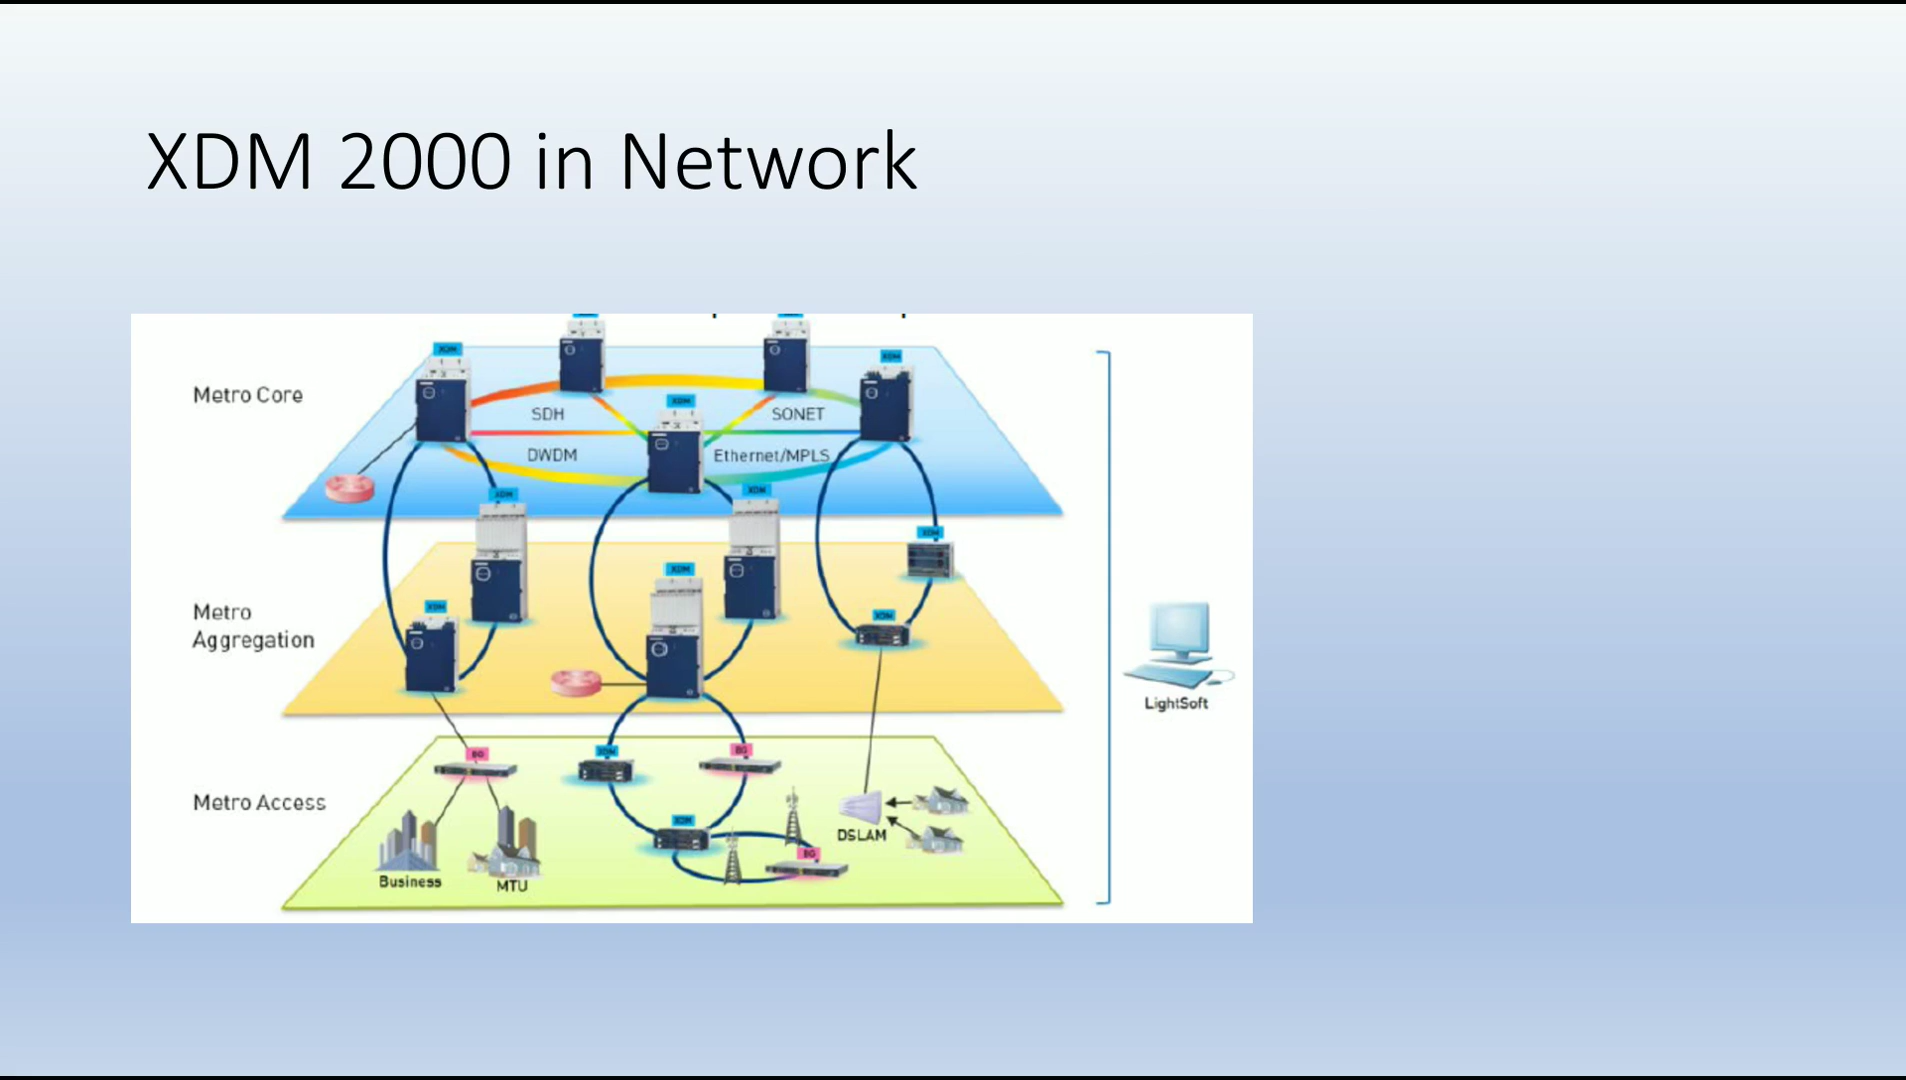 XDM 2000 in Network
XDM
XDM
XDM
Metro Core
SDH
SONET
DWDM
Ethernet/MPLS
XDM
XDM
XDM
XDM
XDM
Metro
Aggregation
XDM
LightSoft
BG
XDM
BG
Metro Access
XDM
DSLAM
BG
Business
MTU